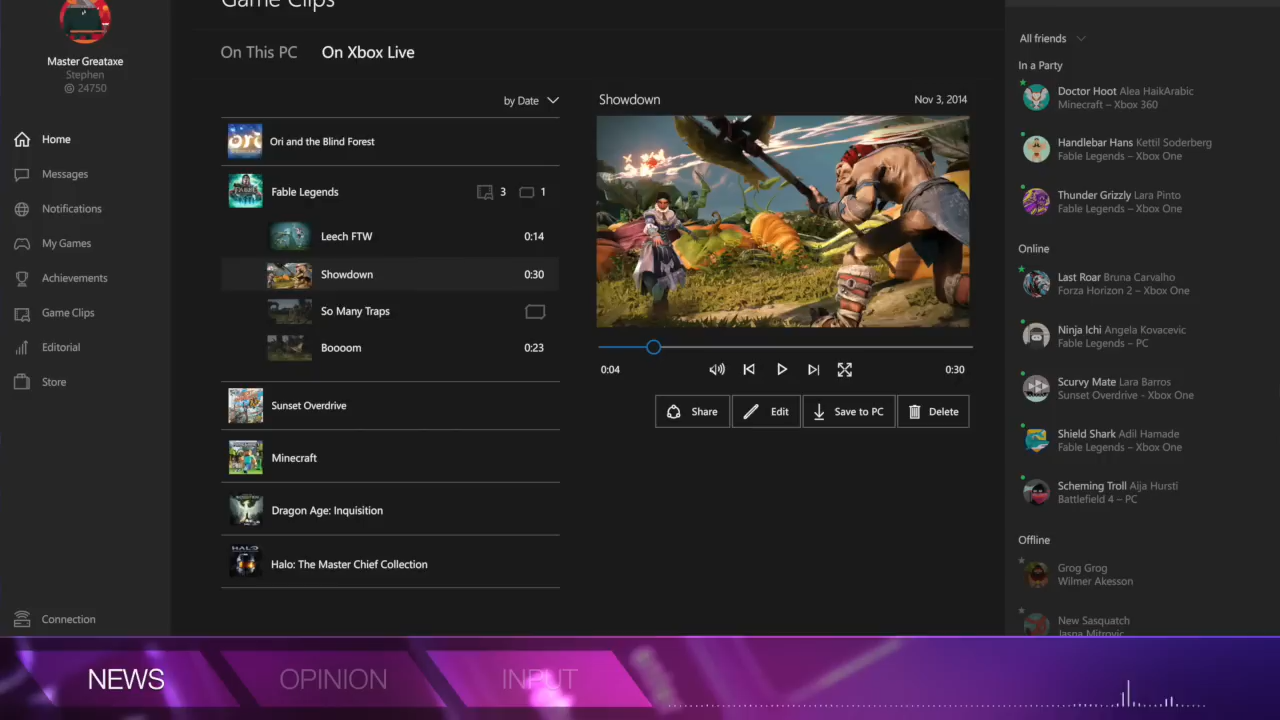 Game Clips
Master Greataxe
Stephen
24750
Home
Messages
Notifications
My Games
Achievements
Game Clips
Editorial
Store
Connection
On This PC On Xbox Live
by Date
Ori and the Blind Forest
Fable Legends 3 1
Leech FTW 0:14
Showdown 0:30
So Many Traps
Boooom 0:23
Sunset Overdrive
Minecraft
Dragon Age: Inquisition
Halo: The Master Chief Collection
Showdown Nov 3, 2014
0:04 0:30
Share Edit Save to PC Delete
All friends
In a Party
Doctor Hoot Alea HaikArabic
Minecraft – Xbox 360
Handlebar Hans Kettil Soderberg
Fable Legends – Xbox One
Thunder Grizzly Lara Pinto
Fable Legends – Xbox One
Online
Last Roar Bruna Carvalho
Forza Horizon 2 – Xbox One
Ninja Ichi Angela Kovacevic
Fable Legends – PC
Scurvy Mate Lara Barros
Sunset Overdrive - Xbox One
Shield Shark Adil Hamade
Fable Legends – Xbox One
Scheming Troll Aija Hursti
Battlefield 4 – PC
Offline
Grog Grog
Wilmer Akesson
New Sasquatch
Jasna Mitrovic
NEWS OPINION INPUT